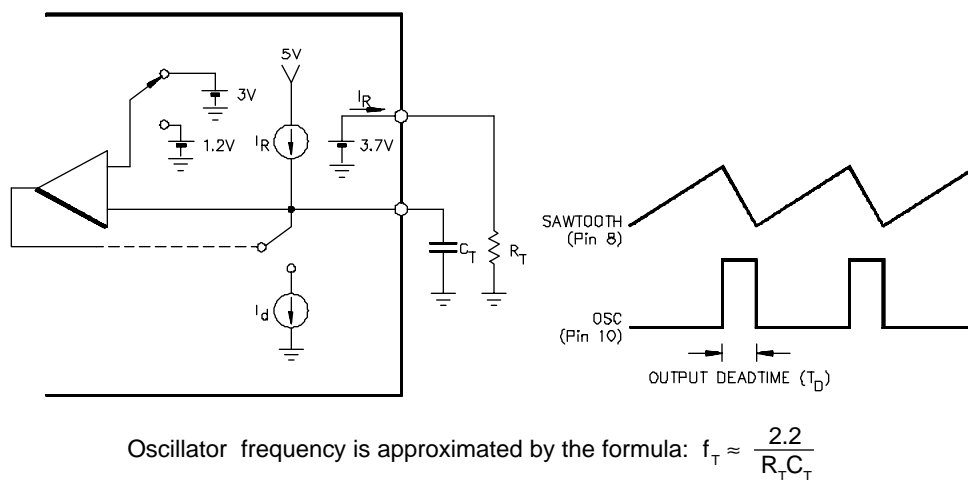 5V
I_R
3V
1.2V
I_R
3.7V
C_T
R_T
I_d
SAWTOOTH
(Pin 8)
OSC
(Pin 10)
OUTPUT DEADTIME (T_D)
Oscillator frequency is approximated by the formula: f_T ≈ 2.2 / R_T C_T